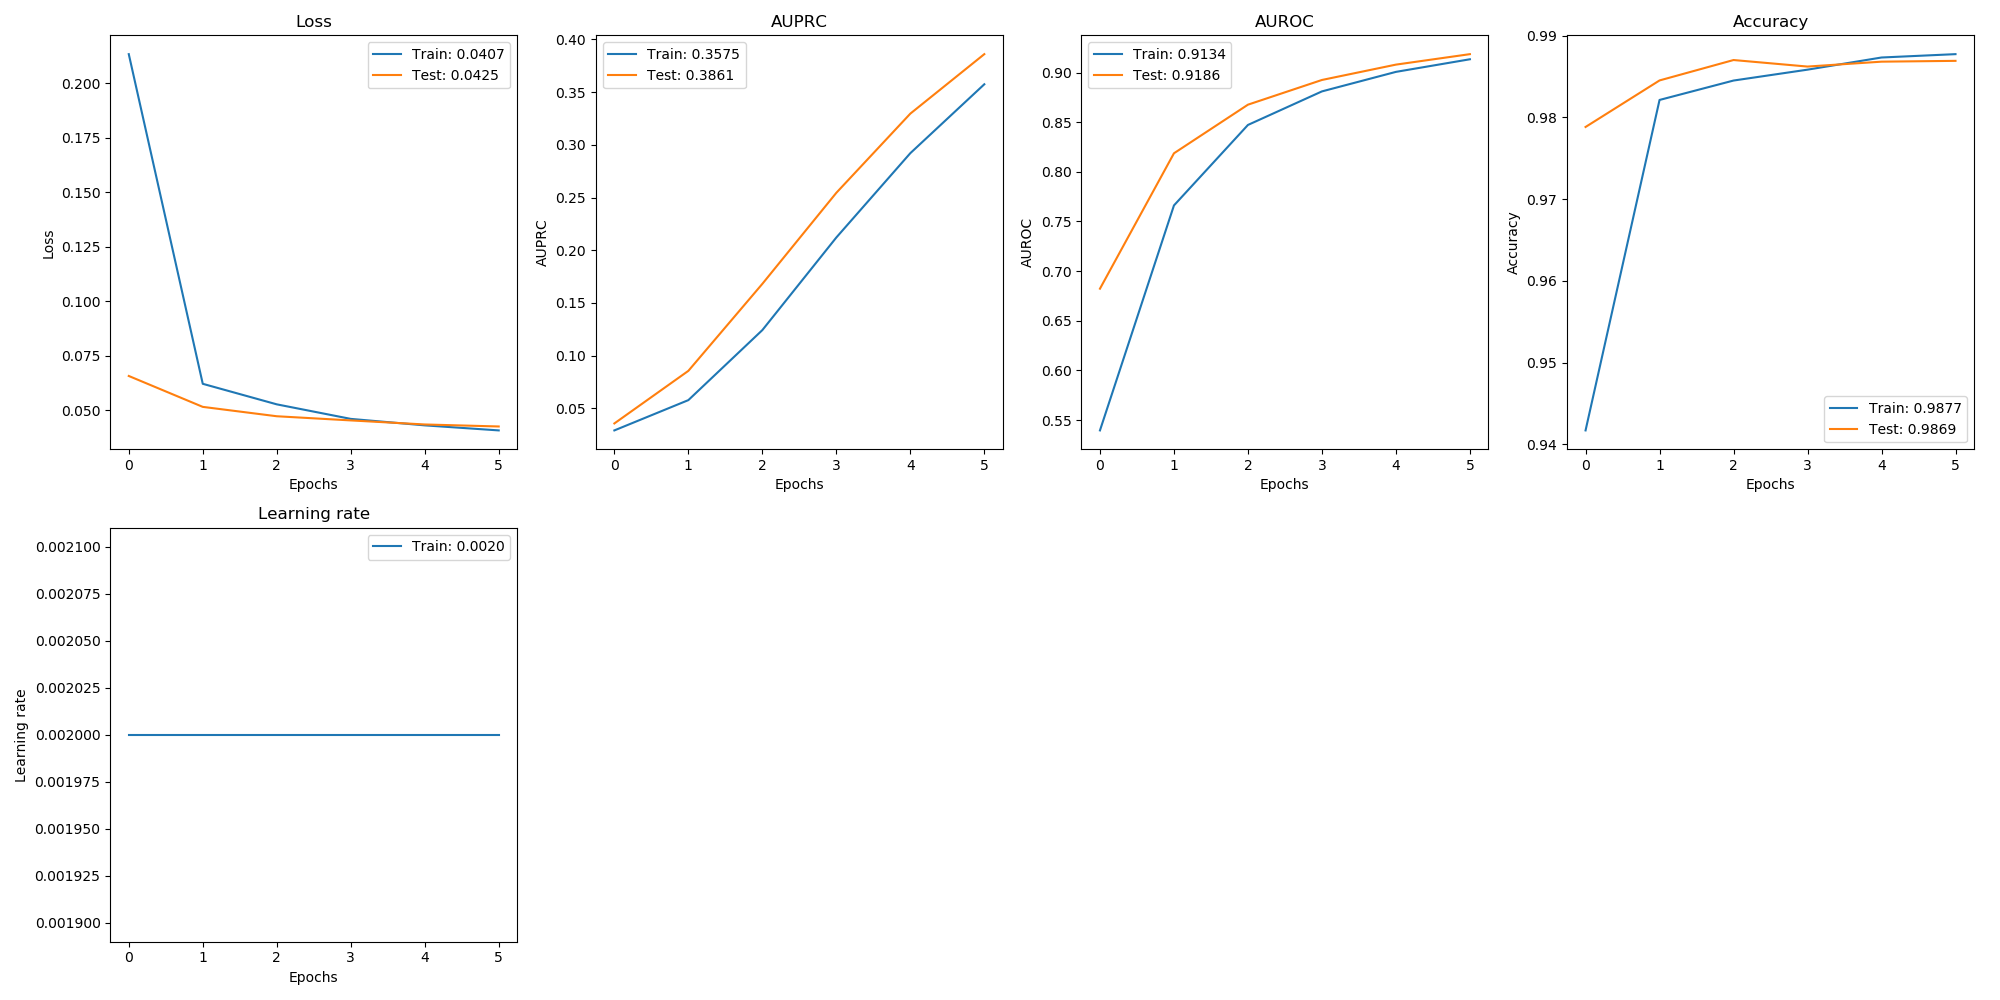 Loss
Train: 0.0407
Test: 0.0425
0.200
0.175
0.150
0.125
0.100
0.075
0.050
Loss
0 1 2 3 4 5
Epochs
AUPRC
Train: 0.3575
Test: 0.3861
0.40
0.35
0.30
0.25
0.20
0.15
0.10
0.05
AUPRC
0 1 2 3 4 5
Epochs
AUROC
Train: 0.9134
Test: 0.9186
0.90
0.85
0.80
0.75
0.70
0.65
0.60
0.55
AUROC
0 1 2 3 4 5
Epochs
Accuracy
0.99
0.98
0.97
0.96
0.95
0.94
Accuracy
Train: 0.9877
Test: 0.9869
0 1 2 3 4 5
Epochs
Learning rate
Train: 0.0020
0.002100
0.002075
0.002050
0.002025
0.002000
0.001975
0.001950
0.001925
0.001900
Learning rate
0 1 2 3 4 5
Epochs